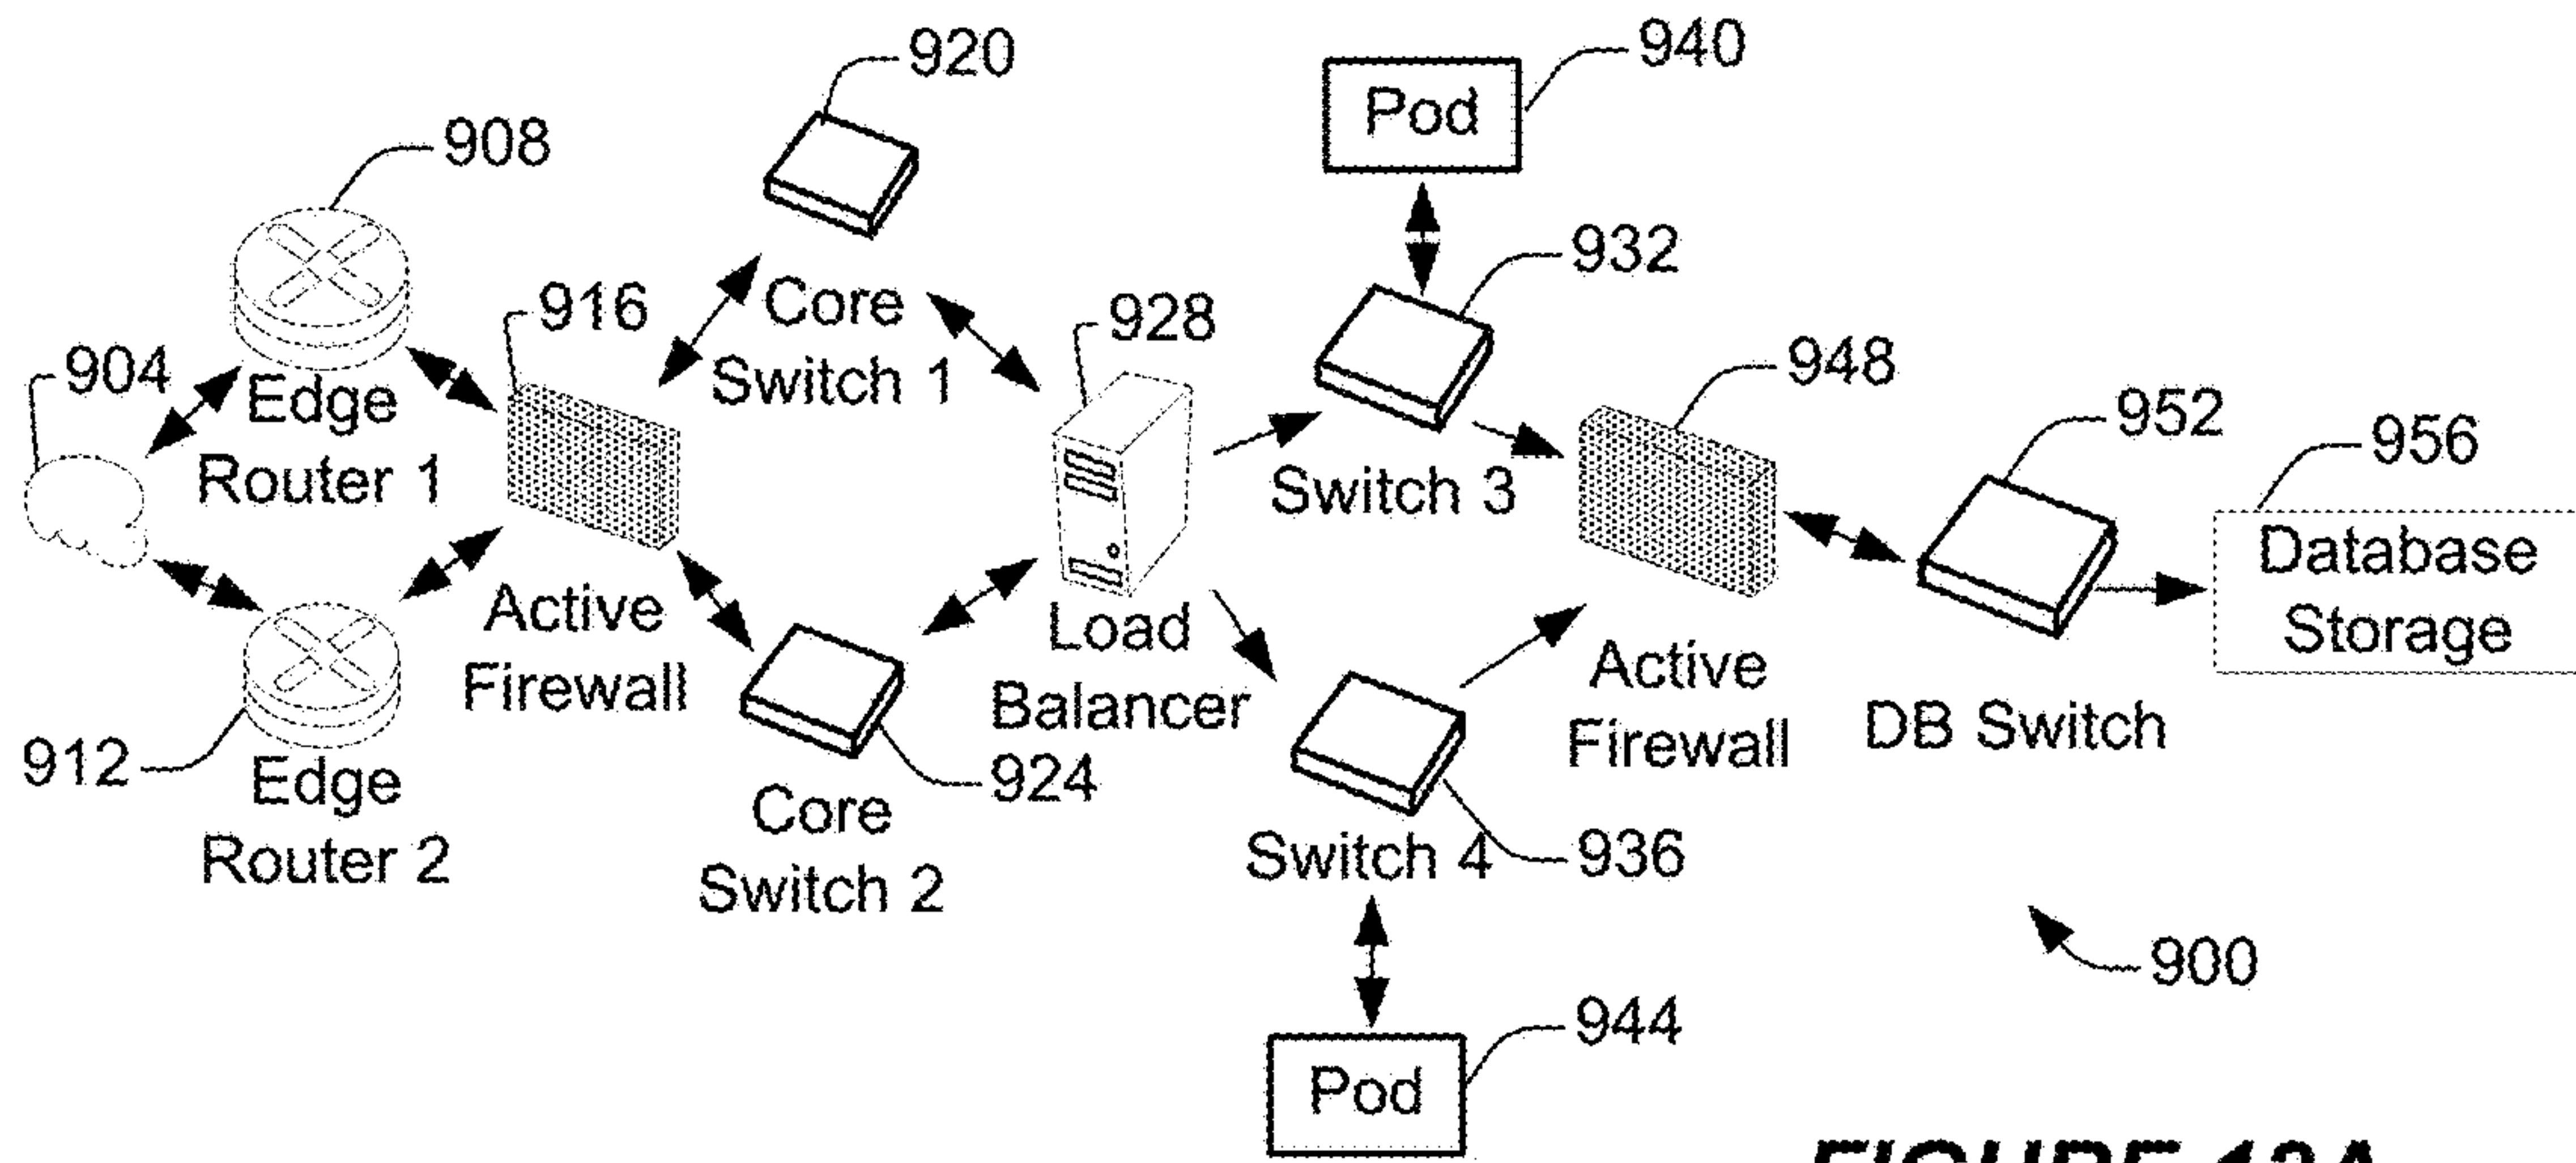 920
940
Pod
908
932
916
Core
Switch 1
928
948
904
Edge
Router 1
952
956
Switch 3
Database
Storage
Active
Firewall
Load
Balancer
Active
Firewall
DB Switch
912
Edge
Router 2
924
Core
Switch 2
Switch 4
936
900
944
Pod
FIGURE 13A